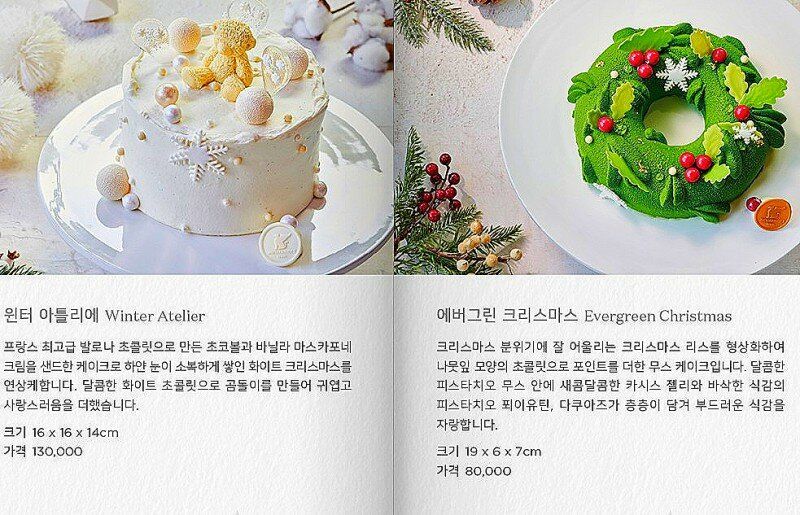 윈터 아틀리에 Winter Atelier
프랑스 최고급 발로나 초콜릿으로 만든 초코볼과 바닐라 마스카포네
크림을 샌드한 케이크로 하얀 눈이 소복하게 쌓인 화이트 크리스마스를
연상케합니다. 달콤한 화이트 초콜릿으로 곰돌이를 만들어 귀엽고
사랑스러움을 더했습니다.
크기 16 x 16 x 14cm
가격 130,000
에버그린 크리스마스 Evergreen Christmas
크리스마스 분위기에 잘 어울리는 크리스마스 리스를 형상화하여
나뭇잎 모양의 초콜릿으로 포인트를 더한 무스 케이크입니다. 달콤한
피스타치오 무스 안에 새콤달콤한 카시스 젤리와 바삭한 식감의
피스타치오 푀이유틴, 다쿠아즈가 층층이 담겨 부드러운 식감을
자랑합니다.
크기 19 x 6 x 7cm
가격 80,000